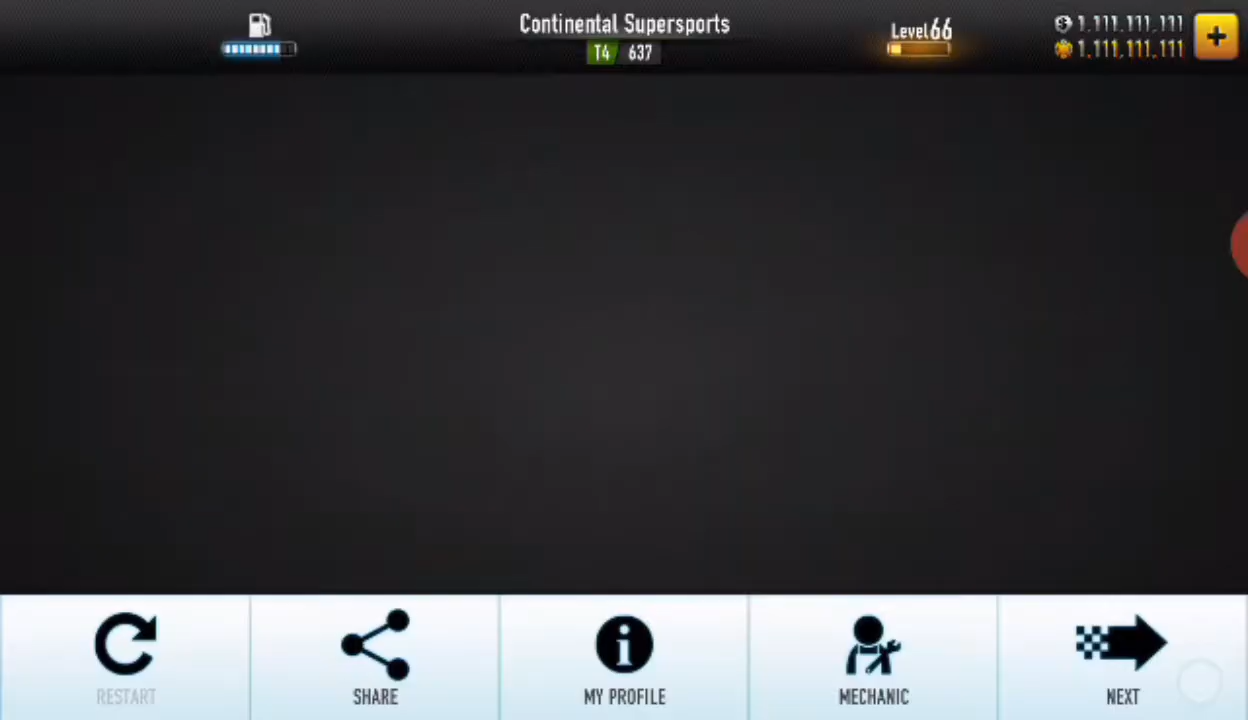 Continental Supersports
T4 637
Level 66
1,111,111,111
1,111,111,111
RESTART
SHARE
MY PROFILE
MECHANIC
NEXT